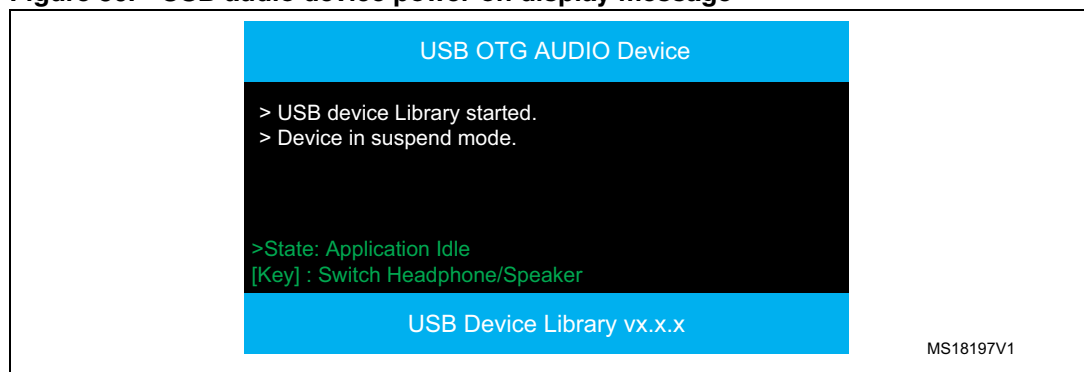 USB OTG AUDIO Device
> USB device Library started.
> Device in suspend mode.
>State: Application Idle
[Key] : Switch Headphone/Speaker
USB Device Library vx.x.x
MS18197V1